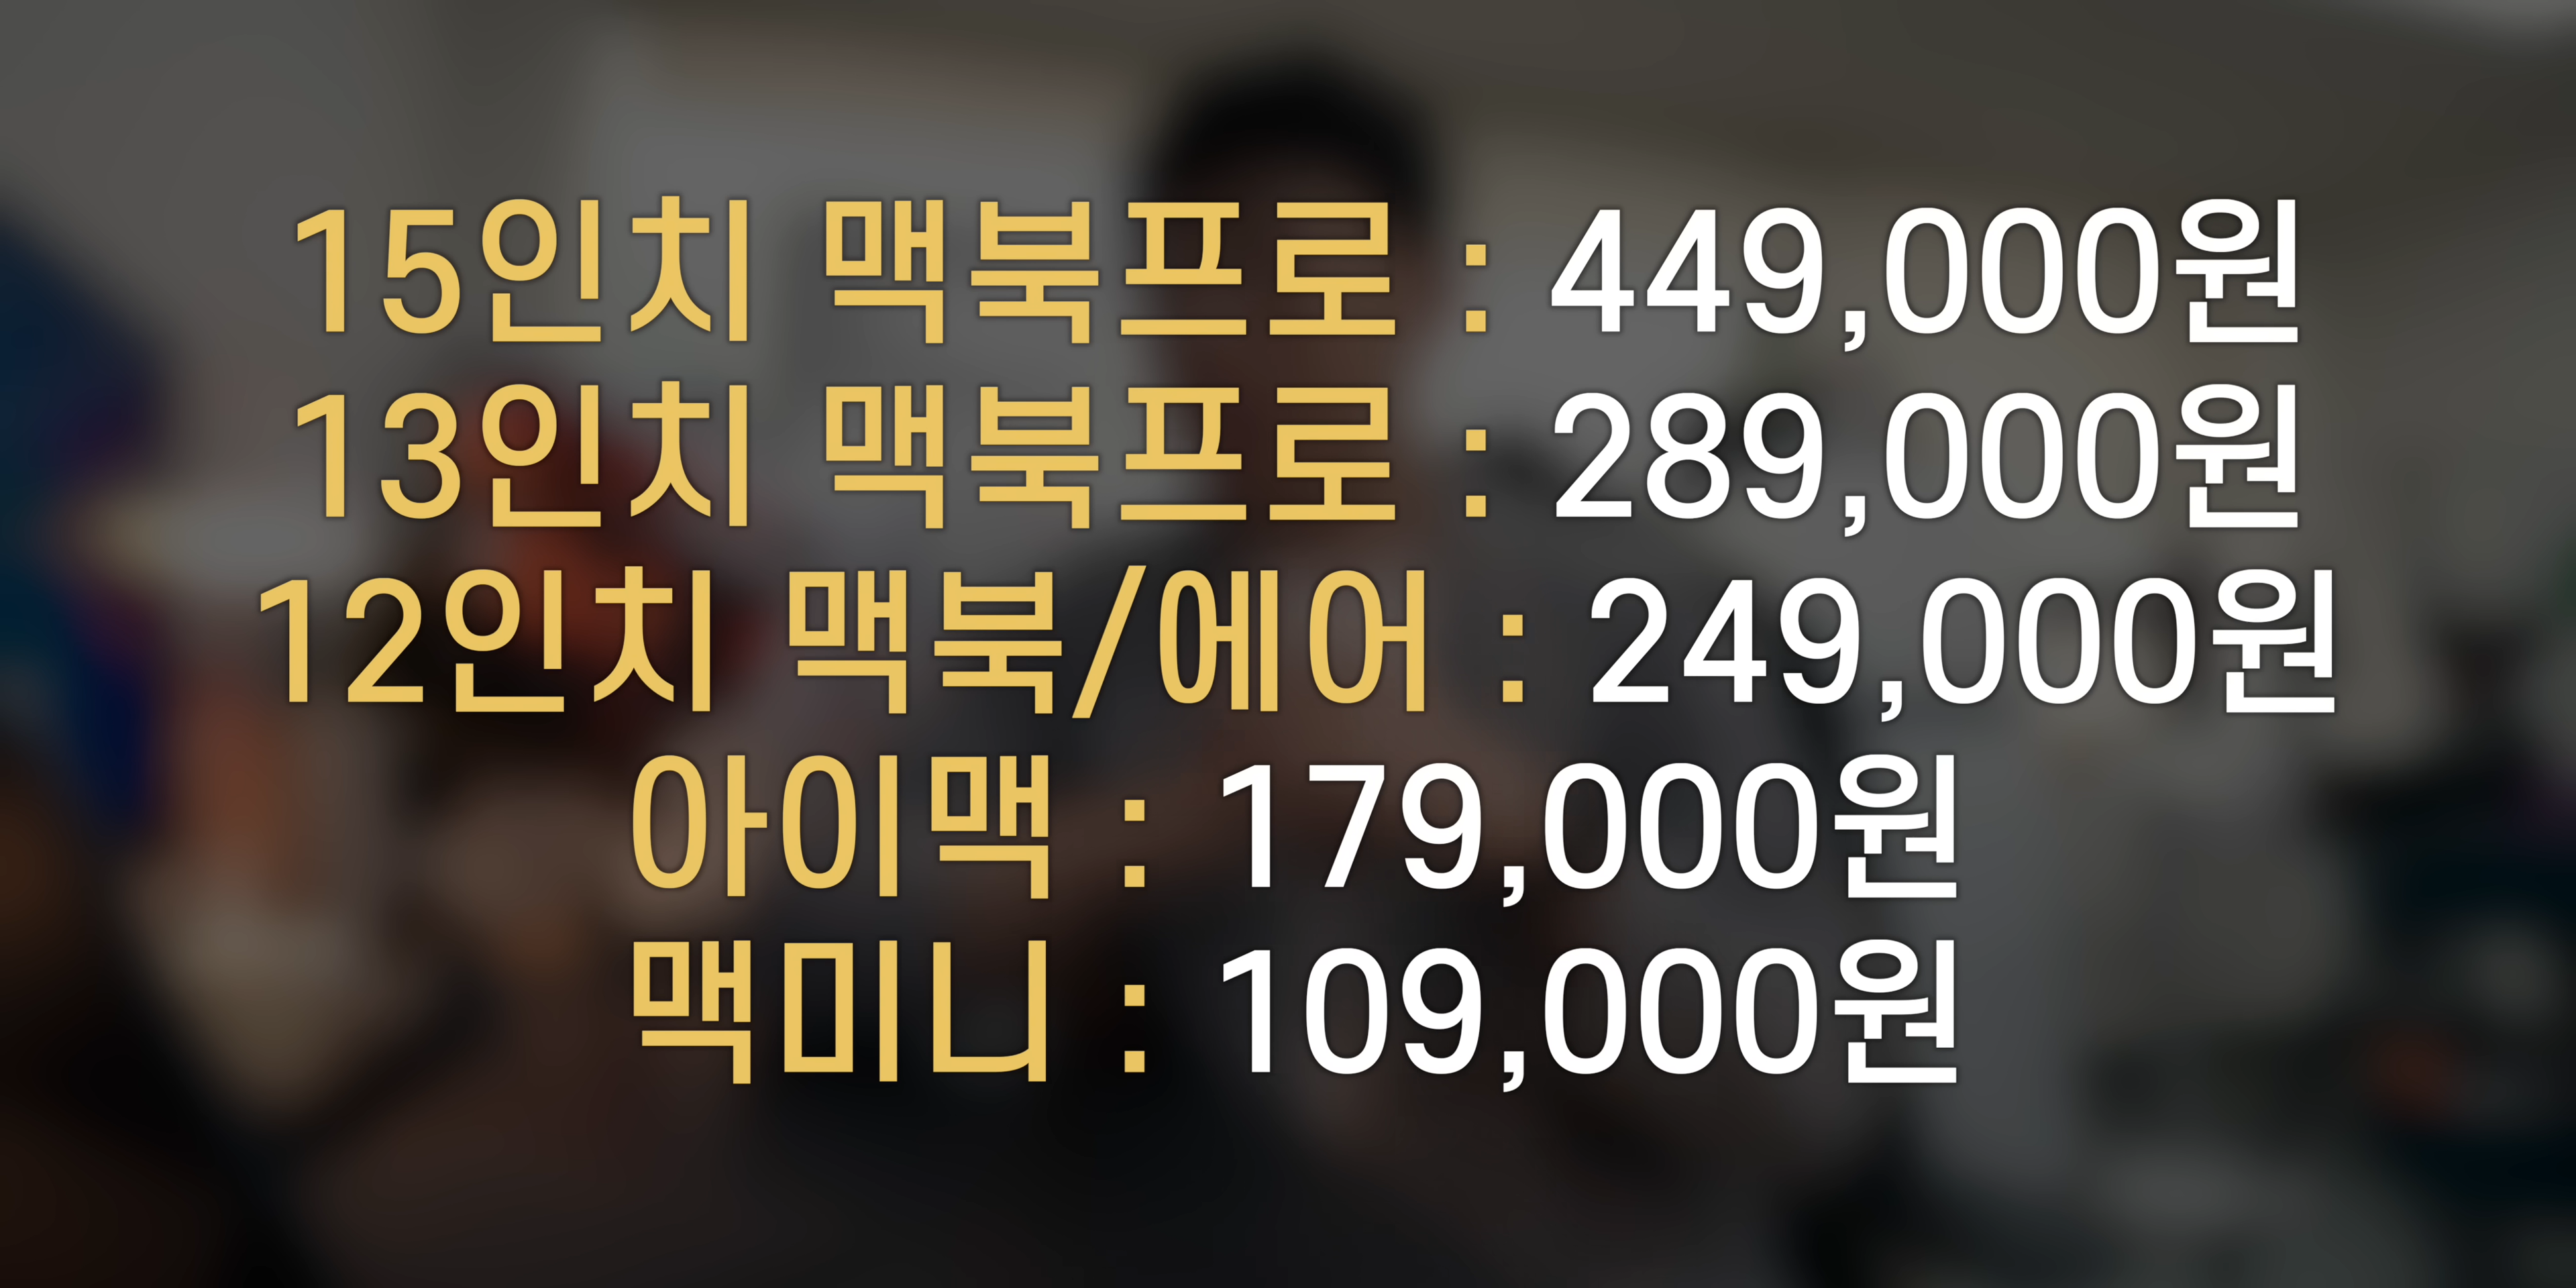 15인치 맥북프로 : 449,000원
13인치 맥북프로 : 289,000원
12인치 맥북/에어 : 249,000원
아이맥 : 179,000원
맥미니 : 109,000원